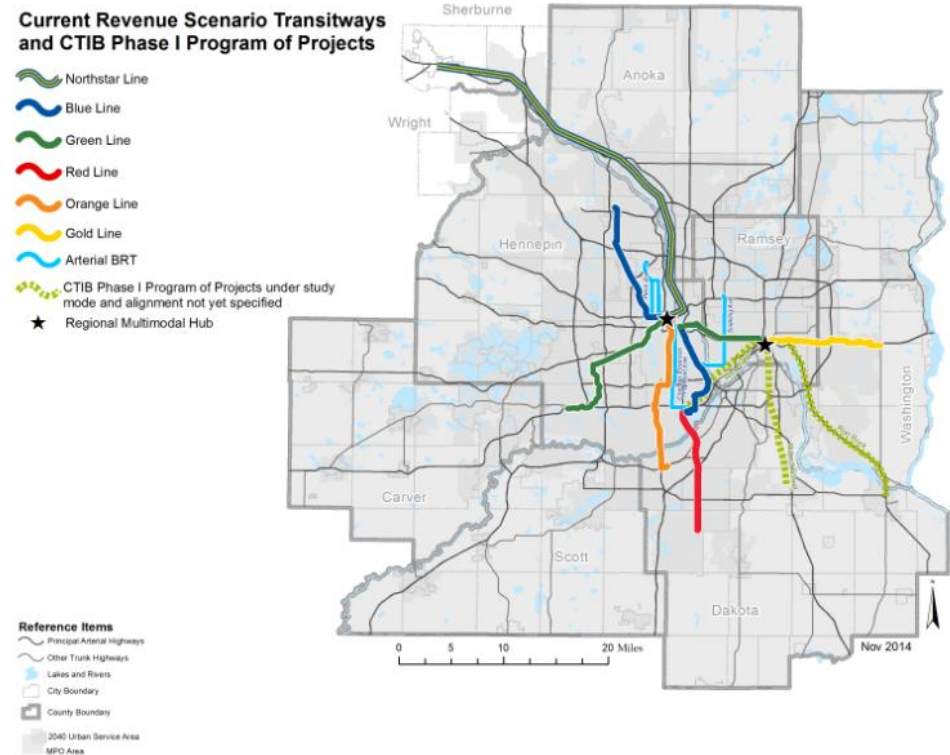 Current Revenue Scenario Transitways
and CTIB Phase I Program of Projects
Northstar Line
Blue Line
Green Line
Red Line
Orange Line
Gold Line
Arterial BRT
CTIB Phase I Program of Projects under study
mode and alignment not yet specified
Regional Multimodal Hub
Sherburne
Anoka
Wright
Hennepin
Ramsey
Washington
Carver
Scott
Dakota
Red Rock
0 5 10 20 Miles
Nov 2014
Reference Items
Principal Arterial Highways
Other Trunk Highways
Lakes and Rivers
City Boundary
County Boundary
2040 Urban Service Area
MPO Area